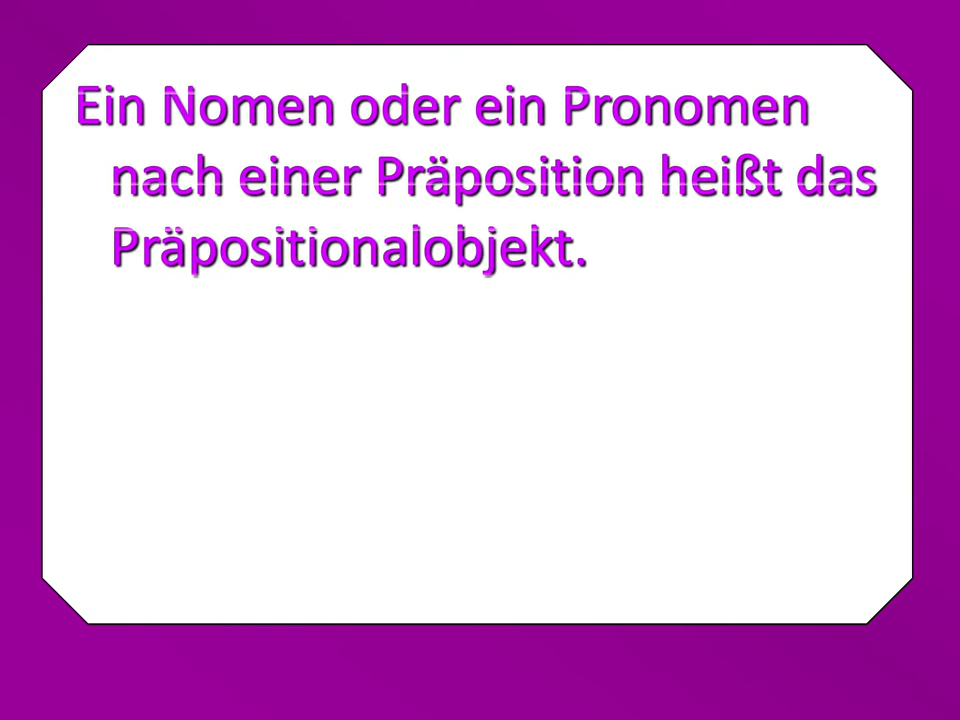 Ein Nomen oder ein Pronomen
nach einer Präposition heißt das
Präpositionalobjekt.